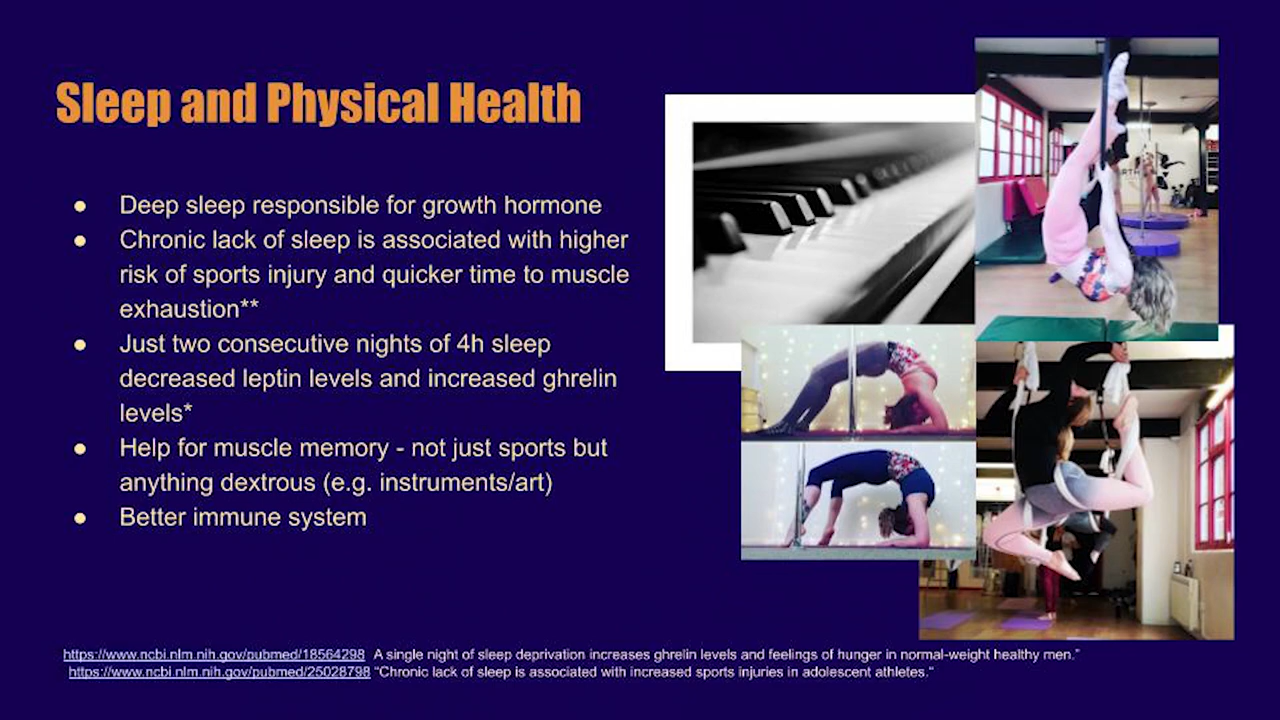 Sleep and Physical Health
● Deep sleep responsible for growth hormone
● Chronic lack of sleep is associated with higher
risk of sports injury and quicker time to muscle
exhaustion**
● Just two consecutive nights of 4h sleep
decreased leptin levels and increased ghrelin
levels*
● Help for muscle memory - not just sports but
anything dextrous (e.g. instruments/art)
● Better immune system
https://www.ncbi.nlm.nih.gov/pubmed/18564298 A single night of sleep deprivation increases ghrelin levels and feelings of hunger in normal-weight healthy men.”
https://www.ncbi.nlm.nih.gov/pubmed/25028798 “Chronic lack of sleep is associated with increased sports injuries in adolescent athletes.“